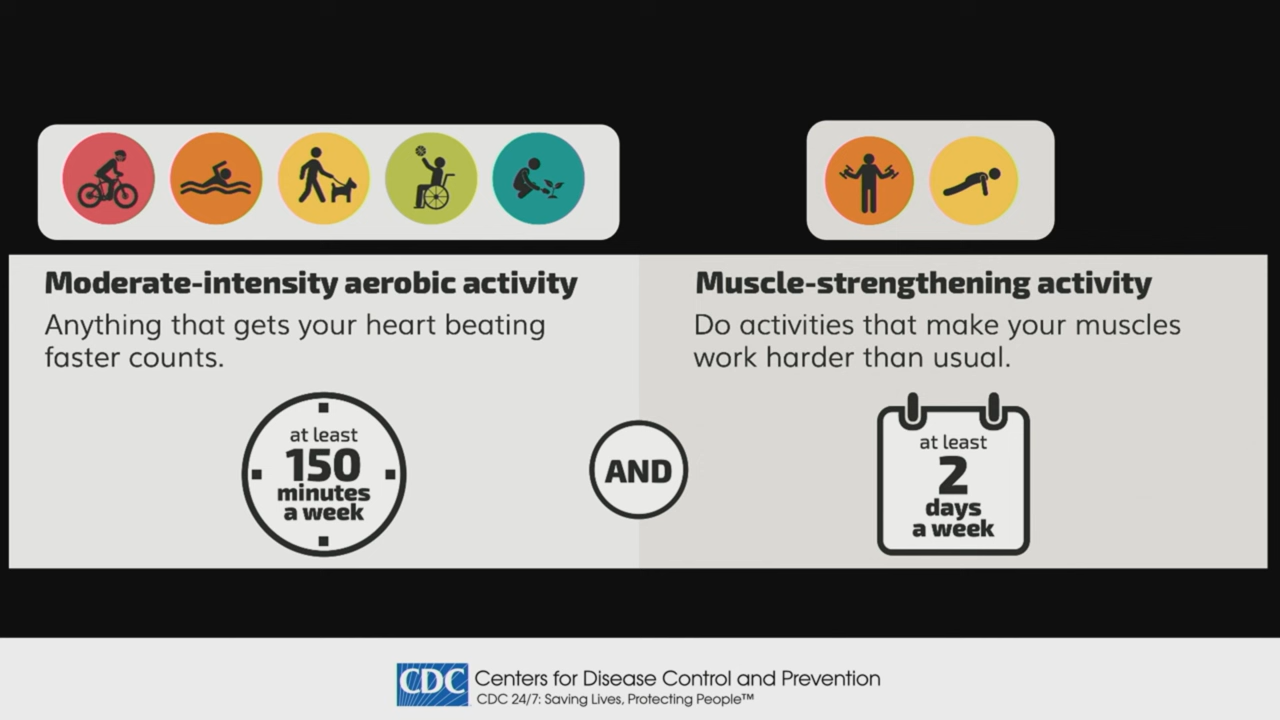 Moderate-intensity aerobic activity
Anything that gets your heart beating
faster counts.
at least
150
minutes
a week
AND
Muscle-strengthening activity
Do activities that make your muscles
work harder than usual.
at least
2
days
a week
CDC
Centers for Disease Control and Prevention
CDC 24/7: Saving Lives, Protecting People™